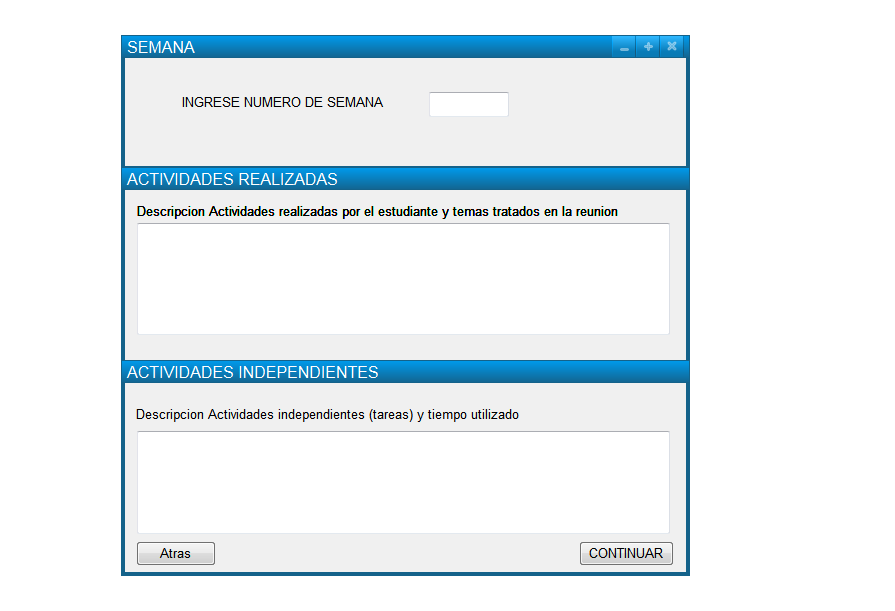 SEMANA
INGRESE NUMERO DE SEMANA
ACTIVIDADES REALIZADAS
Descripcion Actividades realizadas por el estudiante y temas tratados en la reunion
ACTIVIDADES INDEPENDIENTES
Descripcion Actividades independientes (tareas) y tiempo utilizado
Atras
CONTINUAR